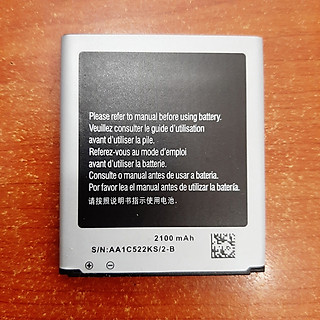 Please refer to manual before using battery.
Veuillez consulter le guide d'utilisation
avant d'utiliser la pile.
Referez-vous au mode d'emploi
avant d'utiliser la batterie.
Consulte o manual antes de usar a batería.
Por favor lea el manual antes de utilizar la batería.
请按照说明书指示使用电池.
2100 mAh
S/N:AA1C522KS/2-B
⊕ ⊖